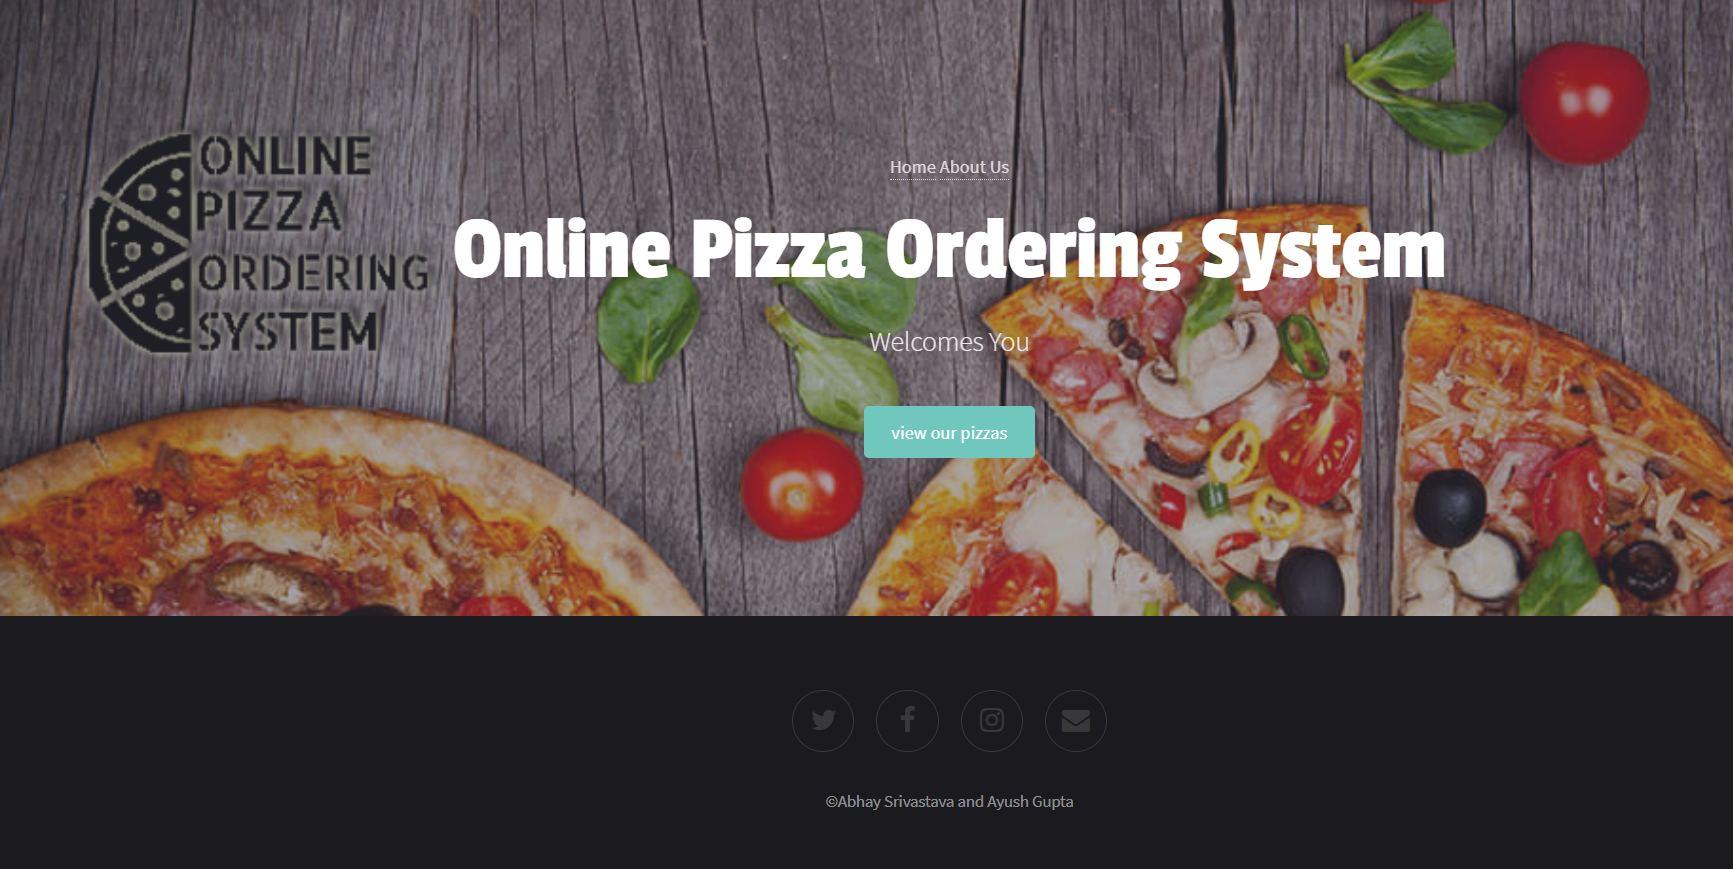 ONLINE
PIZZA
ORDERING
SYSTEM
Home About Us
Online Pizza Ordering System
Welcomes You
view our pizzas
©Abhay Srivastava and Ayush Gupta